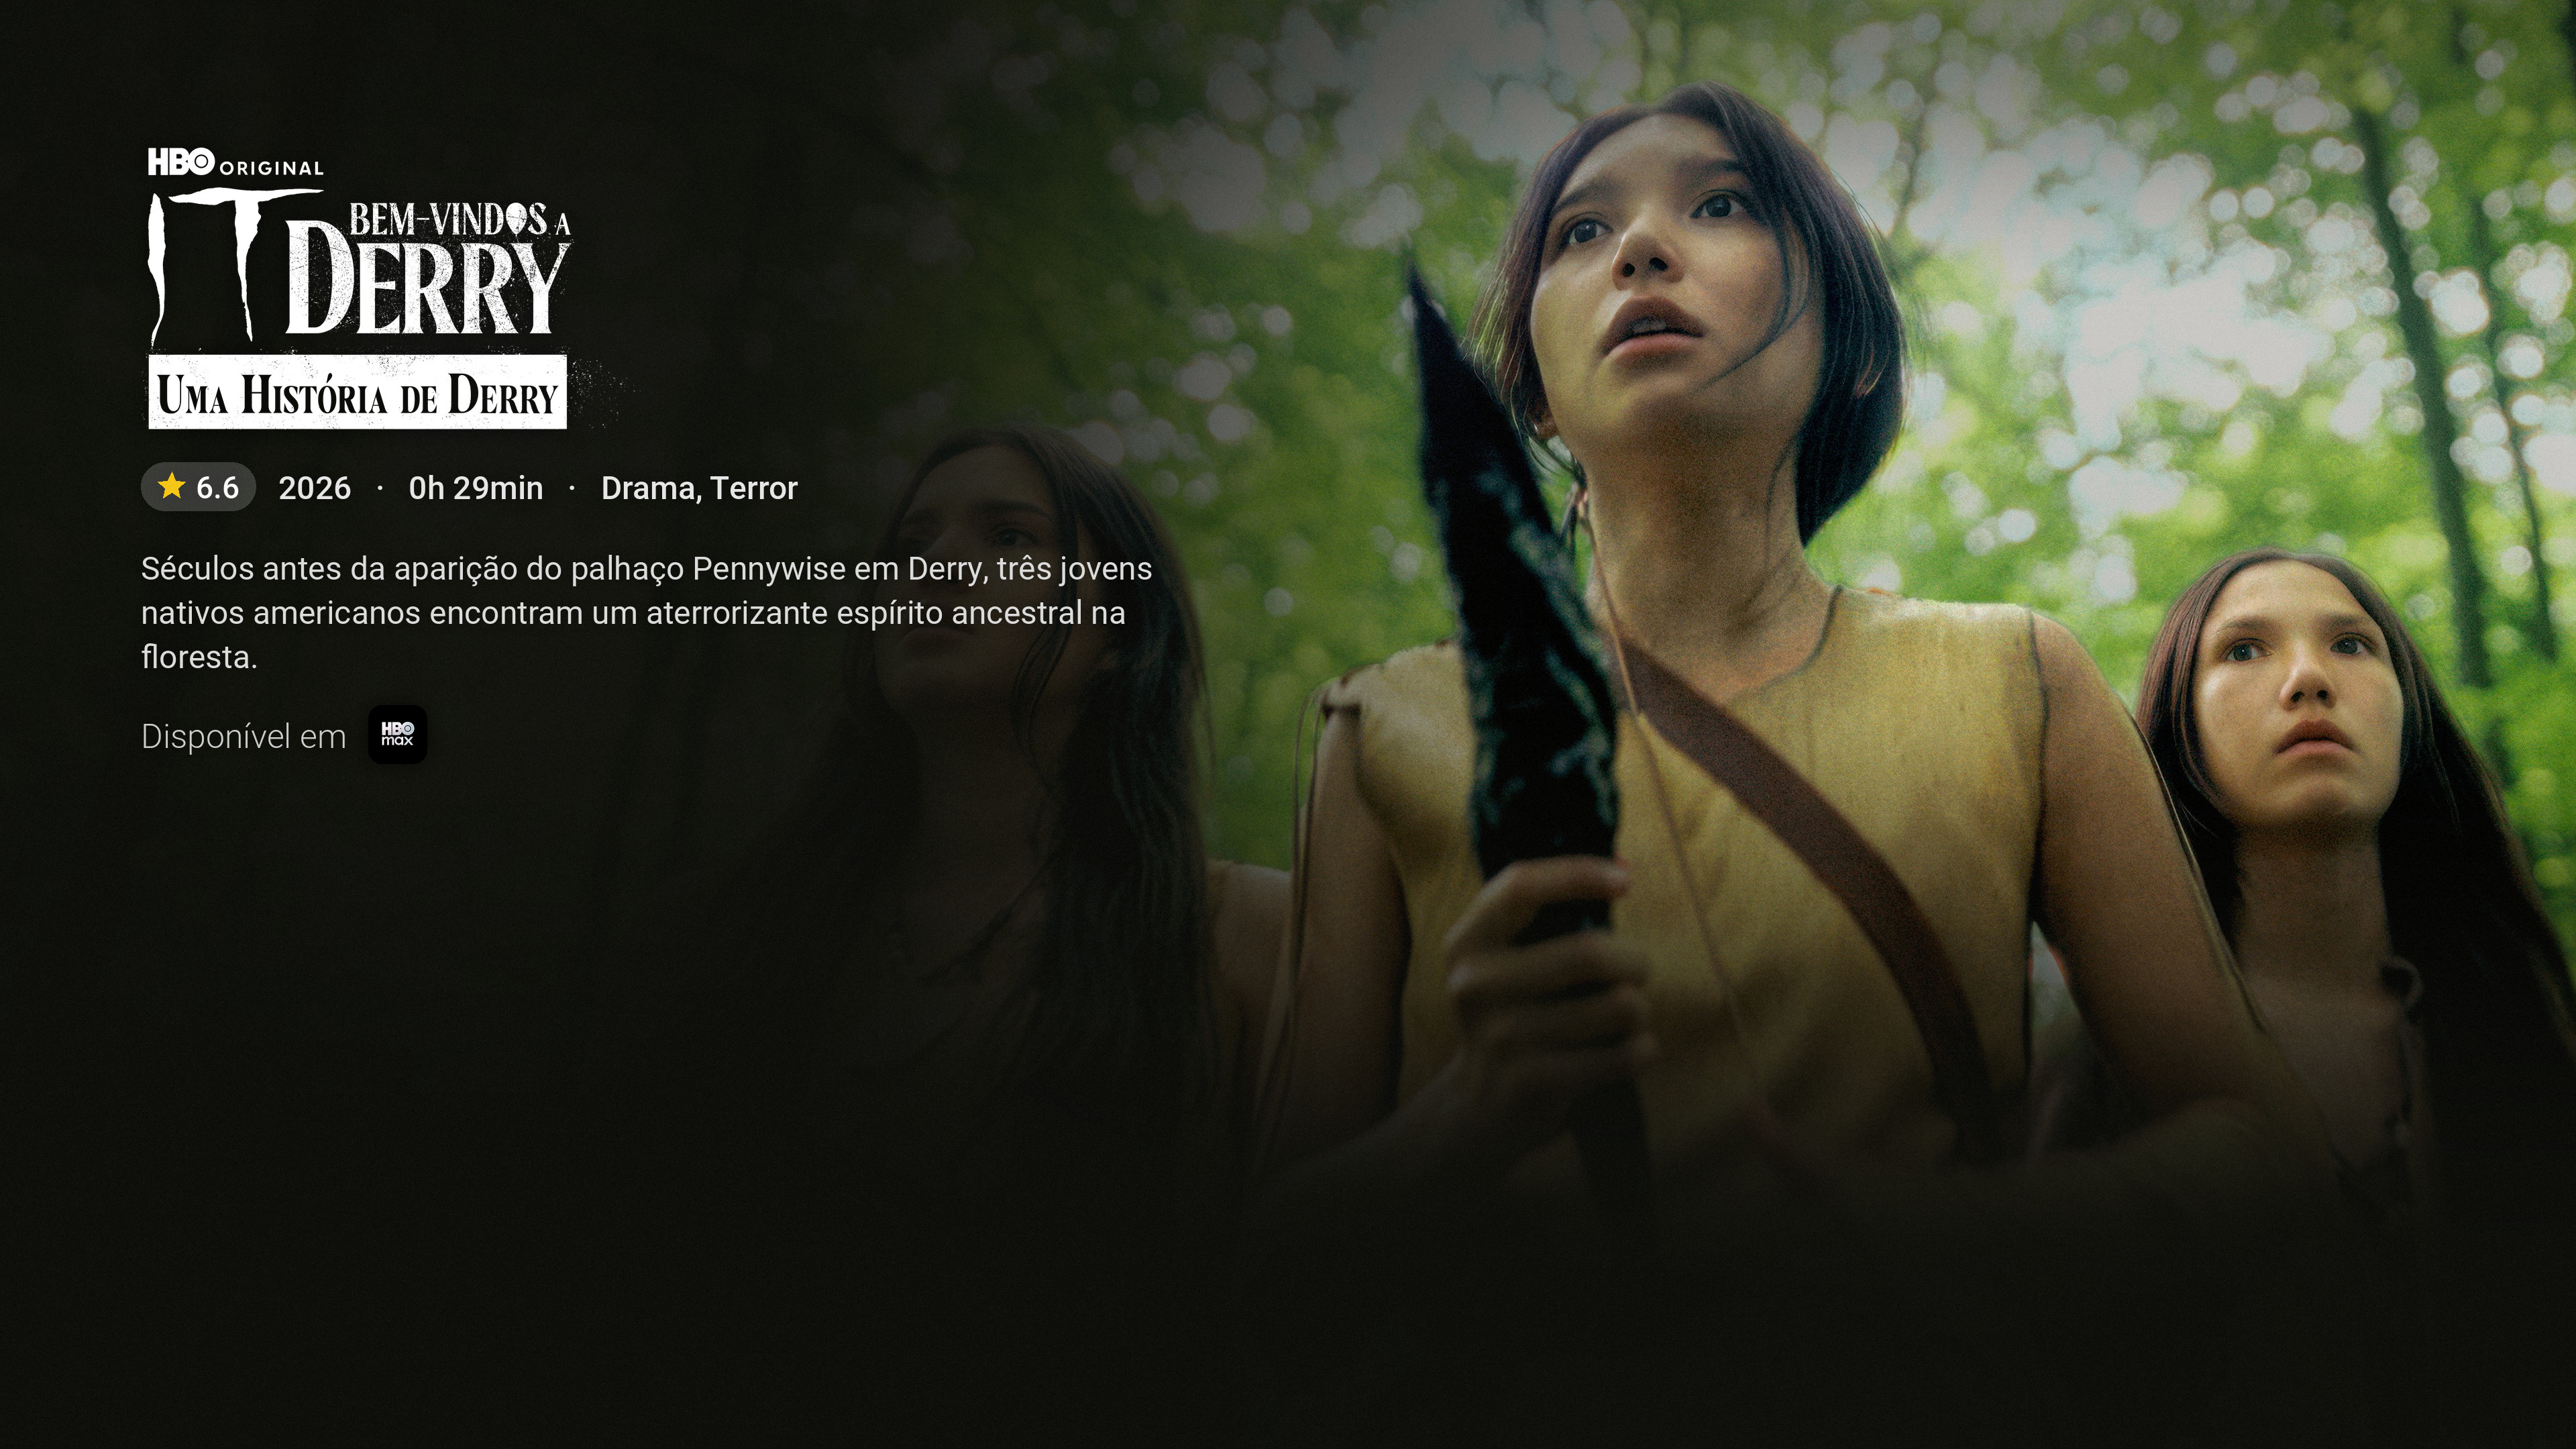 HBO ORIGINAL
IT BEM-VINDOS A
DERRY
UMA HISTÓRIA DE DERRY
6.6 2026 · 0h 29min · Drama, Terror
Séculos antes da aparição do palhaço Pennywise em Derry, três jovens
nativos americanos encontram um aterrorizante espírito ancestral na
floresta.
Disponível em HBO max